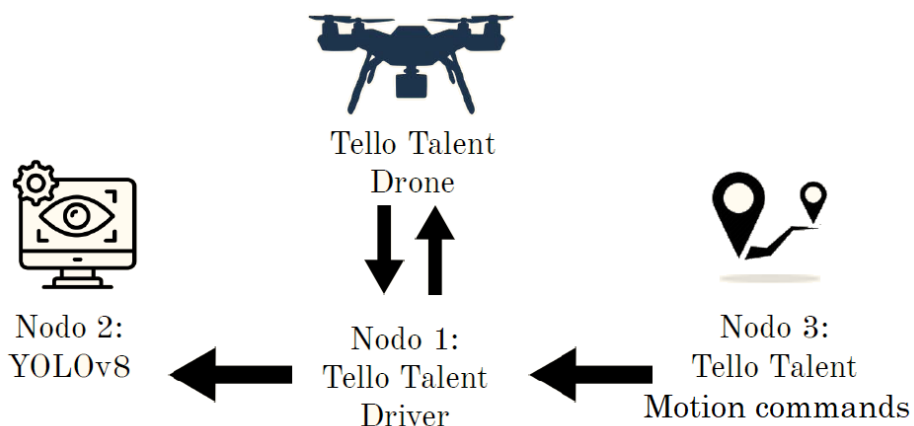 Tello Talent
Drone
Nodo 2:
YOLOv8
Nodo 1:
Tello Talent
Driver
Nodo 3:
Tello Talent
Motion commands